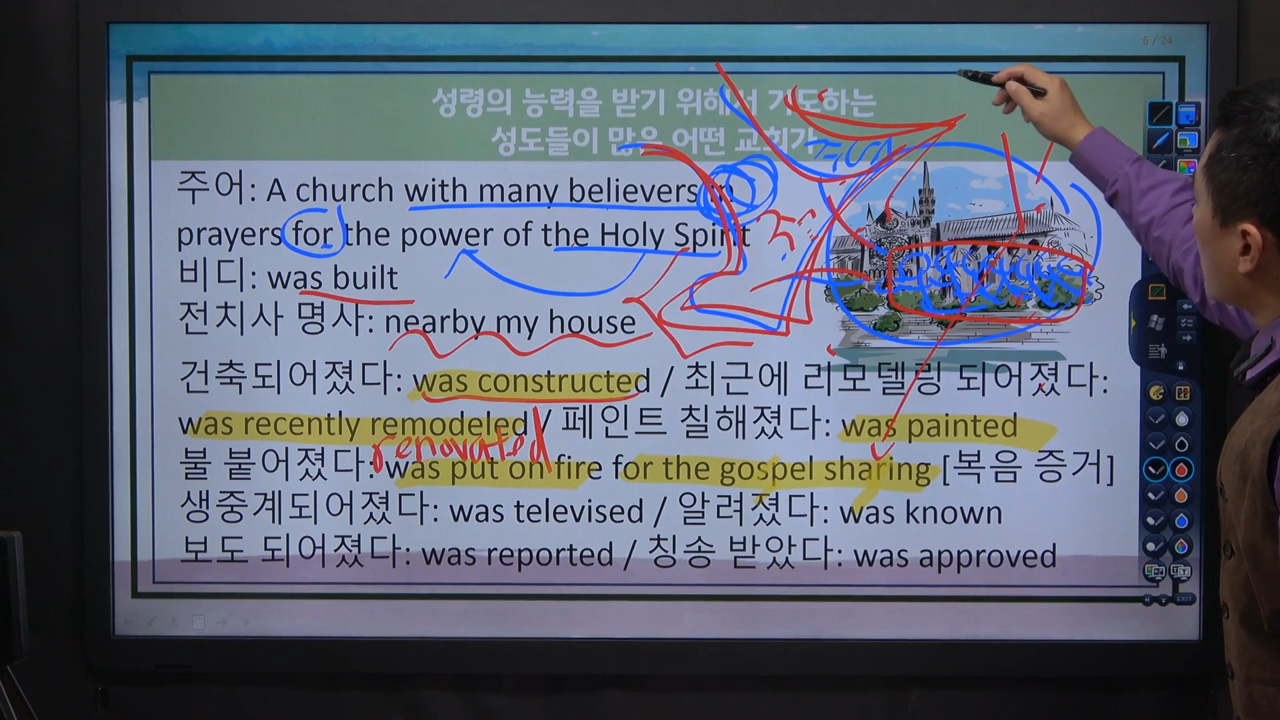 6 / 24
성령의 능력을 받기 위해서 기도하는
성도들이 많은 어떤 교회가
주어: A church with many believers in
prayers for the power of the Holy Spirit
비디: was built
전치사 명사: nearby my house
건축되어졌다: was constructed / 최근에 리모델링 되어졌다:
was recently remodeled / 페인트 칠해졌다: was painted
renovated
불 붙어졌다: was put on fire for the gospel sharing [복음 증거]
생중계되어졌다: was televised / 알려졌다: was known
보도 되어졌다: was reported / 칭송 받았다: was approved
EXIT